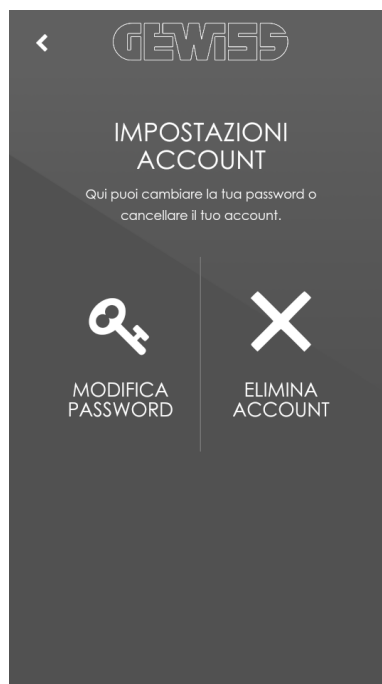 GEWISS
IMPOSTAZIONI
ACCOUNT
Qui puoi cambiare la tua password o
cancellare il tuo account.
MODIFICA
PASSWORD
ELIMINA
ACCOUNT